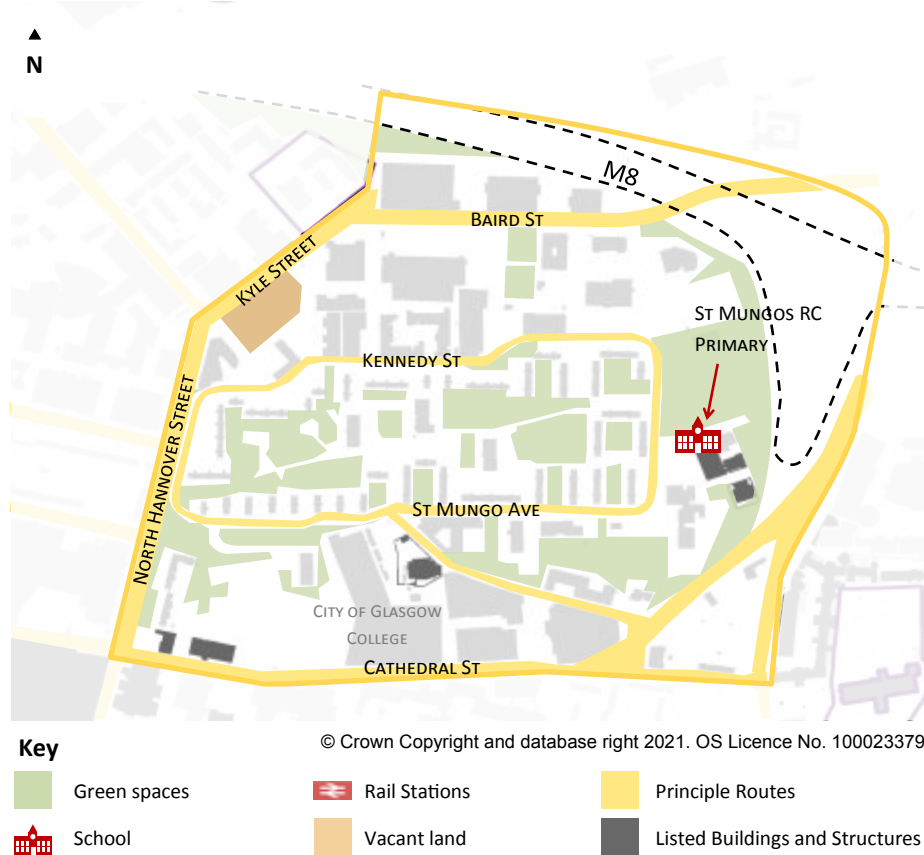 N
M8
BAIRD ST
KYLE STREET
ST MUNGOS RC
PRIMARY
KENNEDY ST
NORTH HANNOVER STREET
ST MUNGO AVE
CITY OF GLASGOW
COLLEGE
CATHEDRAL ST
Key
© Crown Copyright and database right 2021. OS Licence No. 100023379
Green spaces
Rail Stations
Principle Routes
School
Vacant land
Listed Buildings and Structures